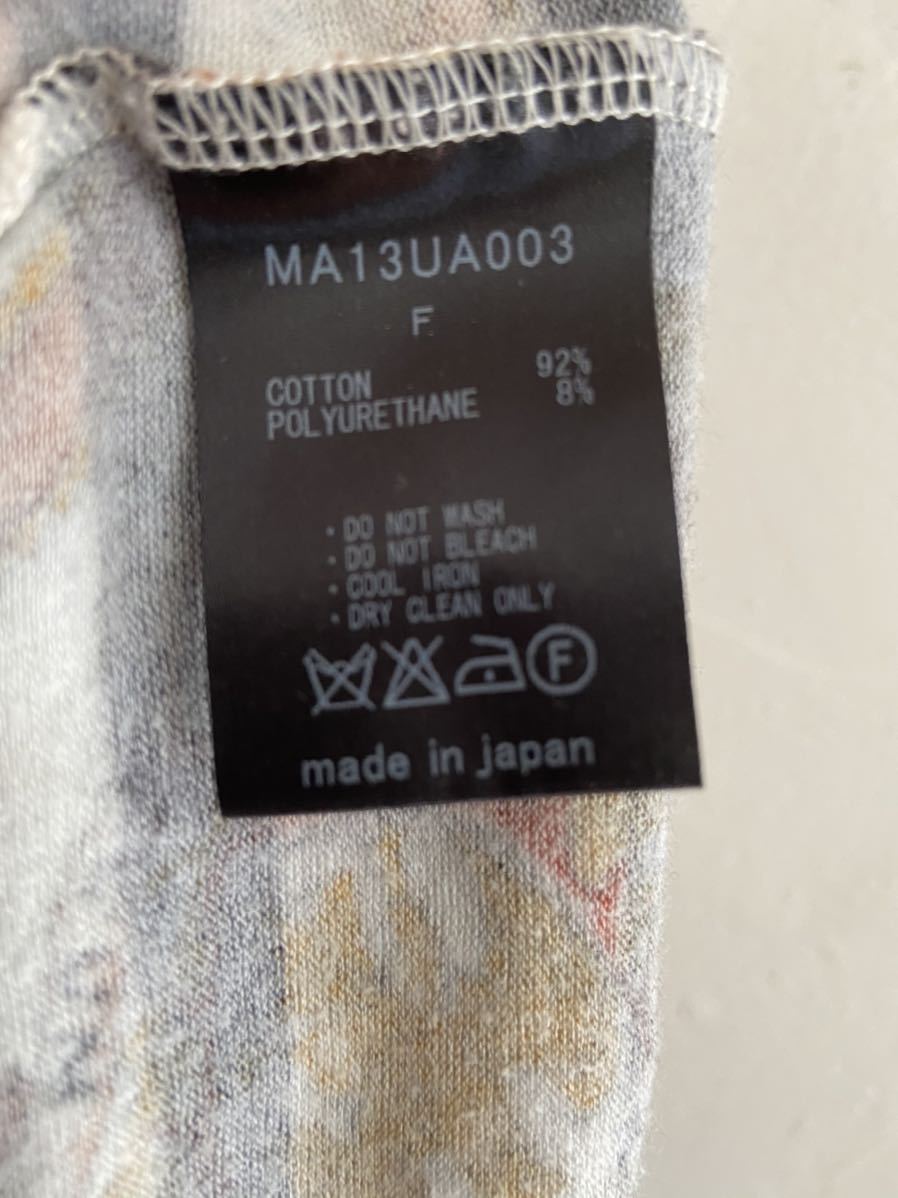 MA13UA003
F
COTTON 92%
POLYURETHANE 8%
・DO NOT WASH
・DO NOT BLEACH
・COOL IRON
・DRY CLEAN ONLY
F
made in japan